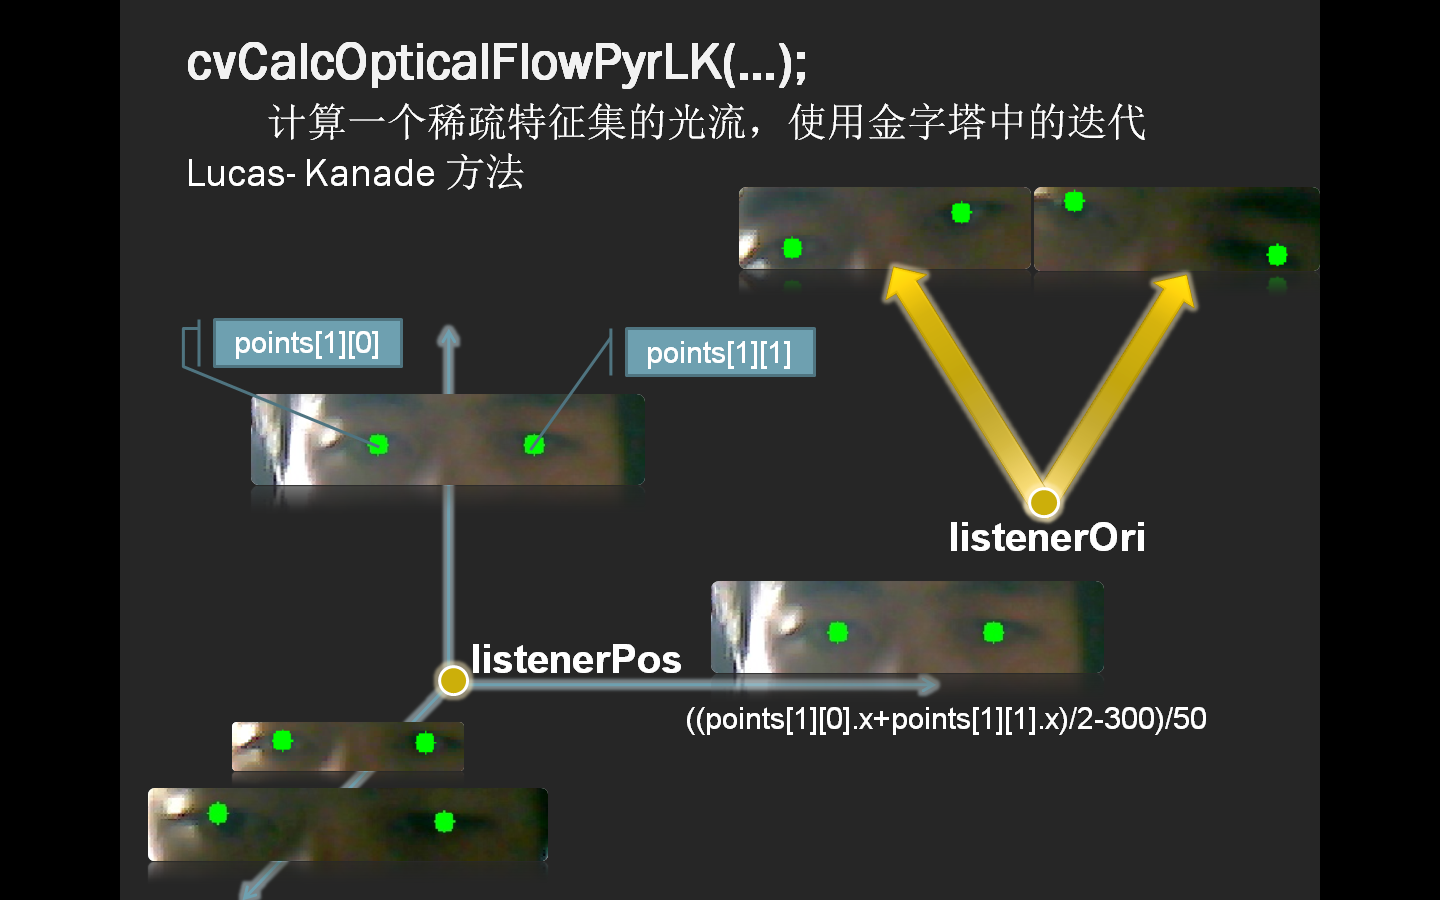 cvCalcOpticalFlowPyrLK(...);
计算一个稀疏特征集的光流，使用金字塔中的迭代
Lucas- Kanade 方法
points[1][0]
points[1][1]
listenerOri
listenerPos
((points[1][0].x+points[1][1].x)/2-300)/50